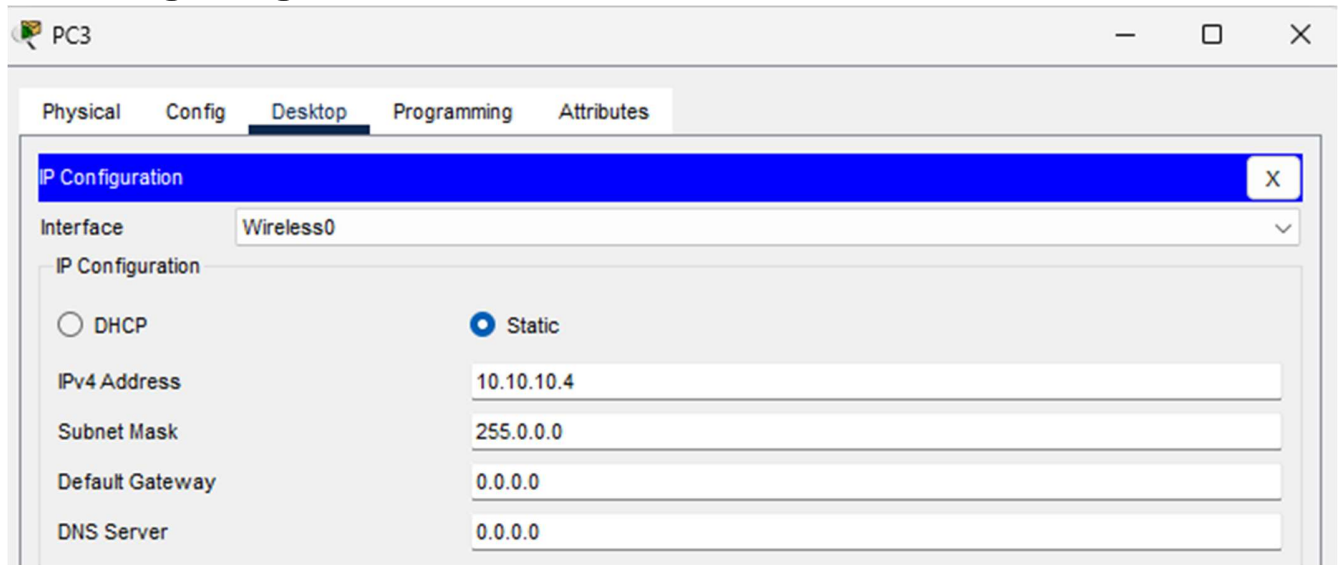 PC3
Physical Config Desktop Programming Attributes
IP Configuration X
Interface Wireless0
IP Configuration
DHCP Static
IPv4 Address 10.10.10.4
Subnet Mask 255.0.0.0
Default Gateway 0.0.0.0
DNS Server 0.0.0.0